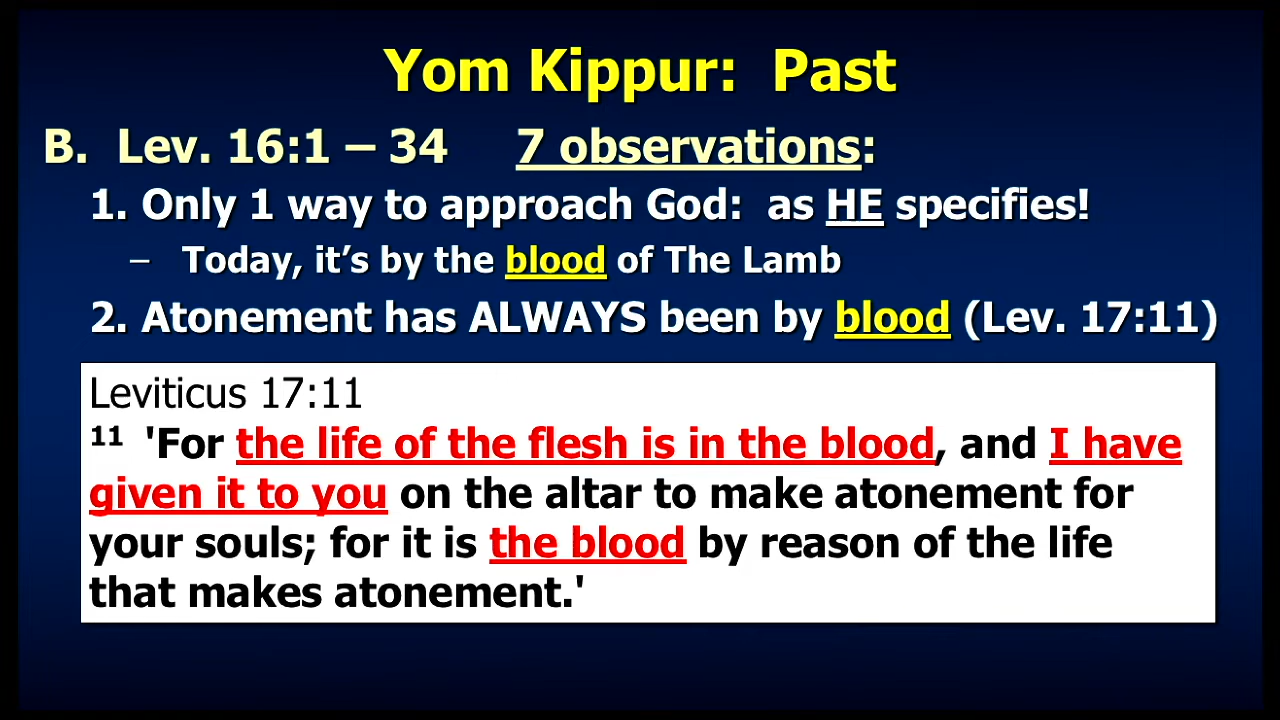 Yom Kippur:  Past
B.  Lev. 16:1 – 34     7 observations:
1. Only 1 way to approach God:  as HE specifies!
–   Today, it’s by the blood of The Lamb
2. Atonement has ALWAYS been by blood (Lev. 17:11)
Leviticus 17:11
11  'For the life of the flesh is in the blood, and I have
given it to you on the altar to make atonement for
your souls; for it is the blood by reason of the life
that makes atonement.'